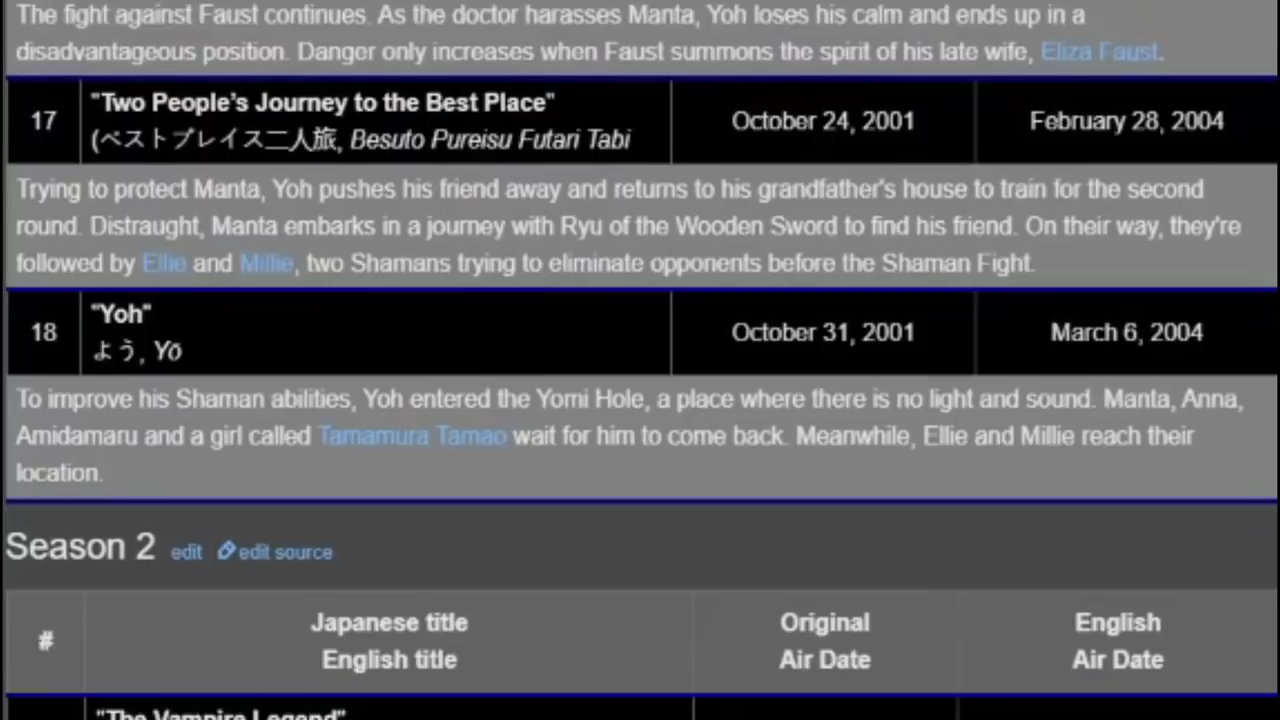 The fight against Faust continues. As the doctor harasses Manta, Yoh loses his calm and ends up in a
disadvantageous position. Danger only increases when Faust summons the spirit of his late wife, Eliza Faust.
17
"Two People's Journey to the Best Place"
(ベストプレイス二人旅, Besuto Pureisu Futari Tabi
October 24, 2001
February 28, 2004
Trying to protect Manta, Yoh pushes his friend away and returns to his grandfather's house to train for the second
round. Distraught, Manta embarks in a journey with Ryu of the Wooden Sword to find his friend. On their way, they're
followed by Ellie and Millie, two Shamans trying to eliminate opponents before the Shaman Fight.
18
"Yoh"
よう, Yō
October 31, 2001
March 6, 2004
To improve his Shaman abilities, Yoh entered the Yomi Hole, a place where there is no light and sound. Manta, Anna,
Amidamaru and a girl called Tamamura Tamao wait for him to come back. Meanwhile, Ellie and Millie reach their
location.
Season 2 edit edit source
#
Japanese title
English title
Original
Air Date
English
Air Date
"The Vampire Legend"